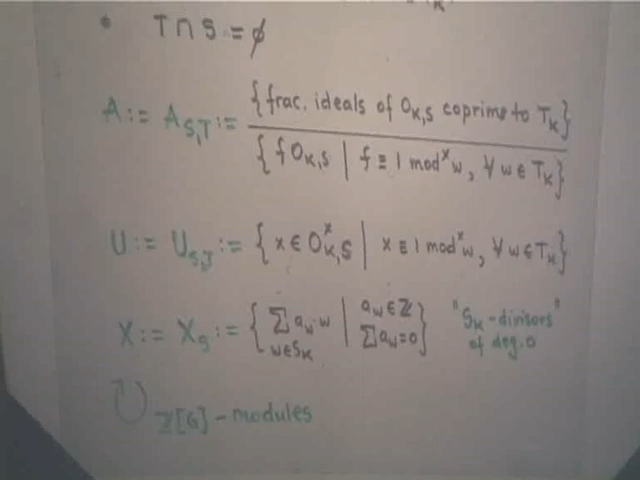 • T ∩ S = ∅
A := A_{S,T} := {frac. ideals of O_{K,S} coprime to T_K}
{f O_{K,S} | f ≡ 1 mod^× w, ∀ w ∈ T_K}
U := U_{S,T} := {x ∈ O^×_{K,S} | x ≡ 1 mod^× w, ∀ w ∈ T_K}
X := X_S := {∑_{w∈S_K} a_w · w | a_w ∈ ℤ, ∑ a_w = 0} "S_K-divisors" of deg. 0
ℤ[G]-modules